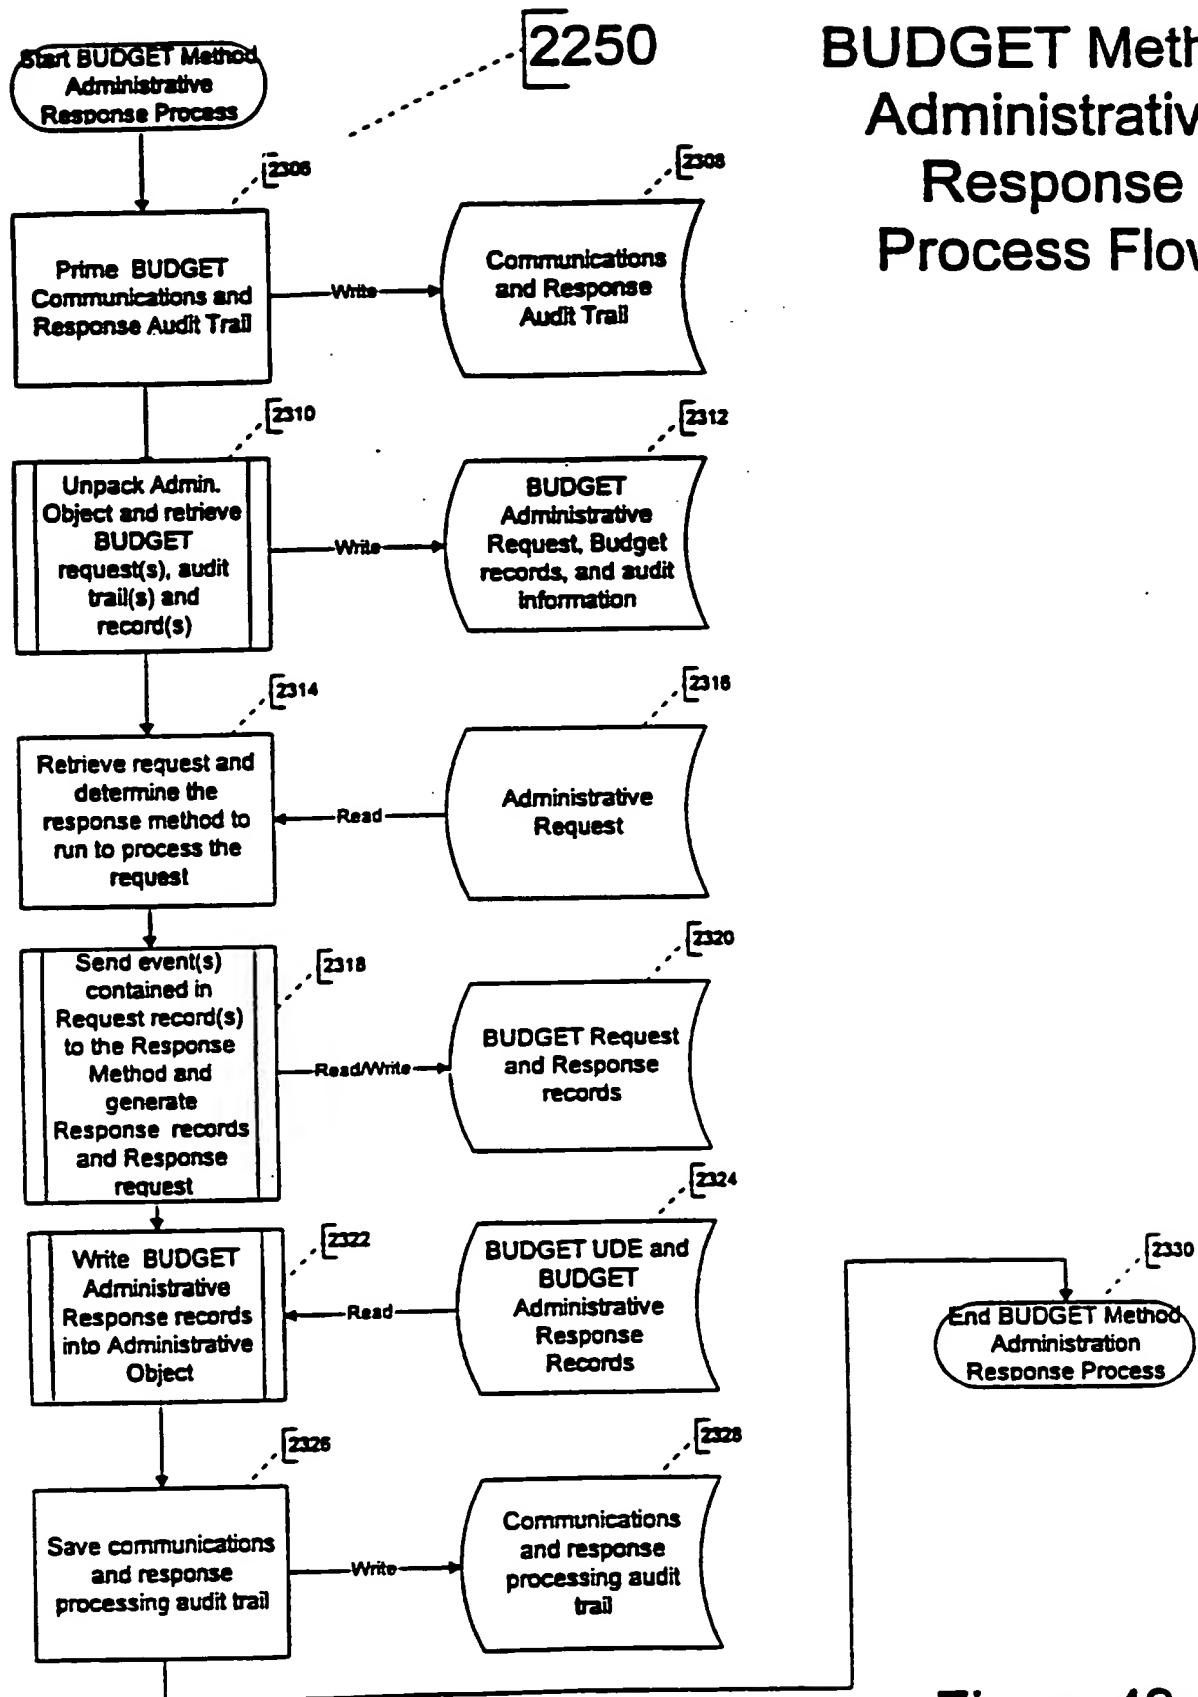 Start BUDGET Method
Administrative
Response Process
2250
BUDGET Meth
Administrativ
Response
Process Flow
2306
Prime BUDGET
Communications and
Response Audit Trail
Write
2308
Communications
and Response
Audit Trail
2310
Unpack Admin.
Object and retrieve
BUDGET
request(s), audit
trail(s) and
record(s)
Write
2312
BUDGET
Administrative
Request, Budget
records, and audit
information
2314
Retrieve request and
determine the
response method to
run to process the
request
Read
2316
Administrative
Request
2318
Send event(s)
contained in
Request record(s)
to the Response
Method and
generate
Response records
and Response
request
Read/Write
2320
BUDGET Request
and Response
records
2322
Write BUDGET
Administrative
Response records
into Administrative
Object
Read
2324
BUDGET UDE and
BUDGET
Administrative
Response
Records
2326
Save communications
and response
processing audit trail
Write
2328
Communications
and response
processing audit
trail
2330
End BUDGET Method
Administration
Response Process